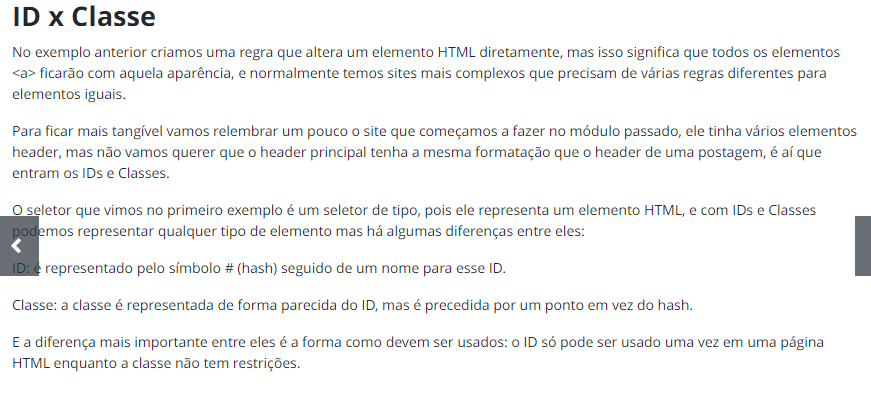 ID x Classe
No exemplo anterior criamos uma regra que altera um elemento HTML diretamente, mas isso significa que todos os elementos
<a> ficarão com aquela aparência, e normalmente temos sites mais complexos que precisam de várias regras diferentes para
elementos iguais.
Para ficar mais tangível vamos relembrar um pouco o site que começamos a fazer no módulo passado, ele tinha vários elementos
header, mas não vamos querer que o header principal tenha a mesma formatação que o header de uma postagem, é aí que
entram os IDs e Classes.
O seletor que vimos no primeiro exemplo é um seletor de tipo, pois ele representa um elemento HTML, e com IDs e Classes
podemos representar qualquer tipo de elemento mas há algumas diferenças entre eles:
ID: é representado pelo símbolo # (hash) seguido de um nome para esse ID.
Classe: a classe é representada de forma parecida do ID, mas é precedida por um ponto em vez do hash.
E a diferença mais importante entre eles é a forma como devem ser usados: o ID só pode ser usado uma vez em uma página
HTML enquanto a classe não tem restrições.